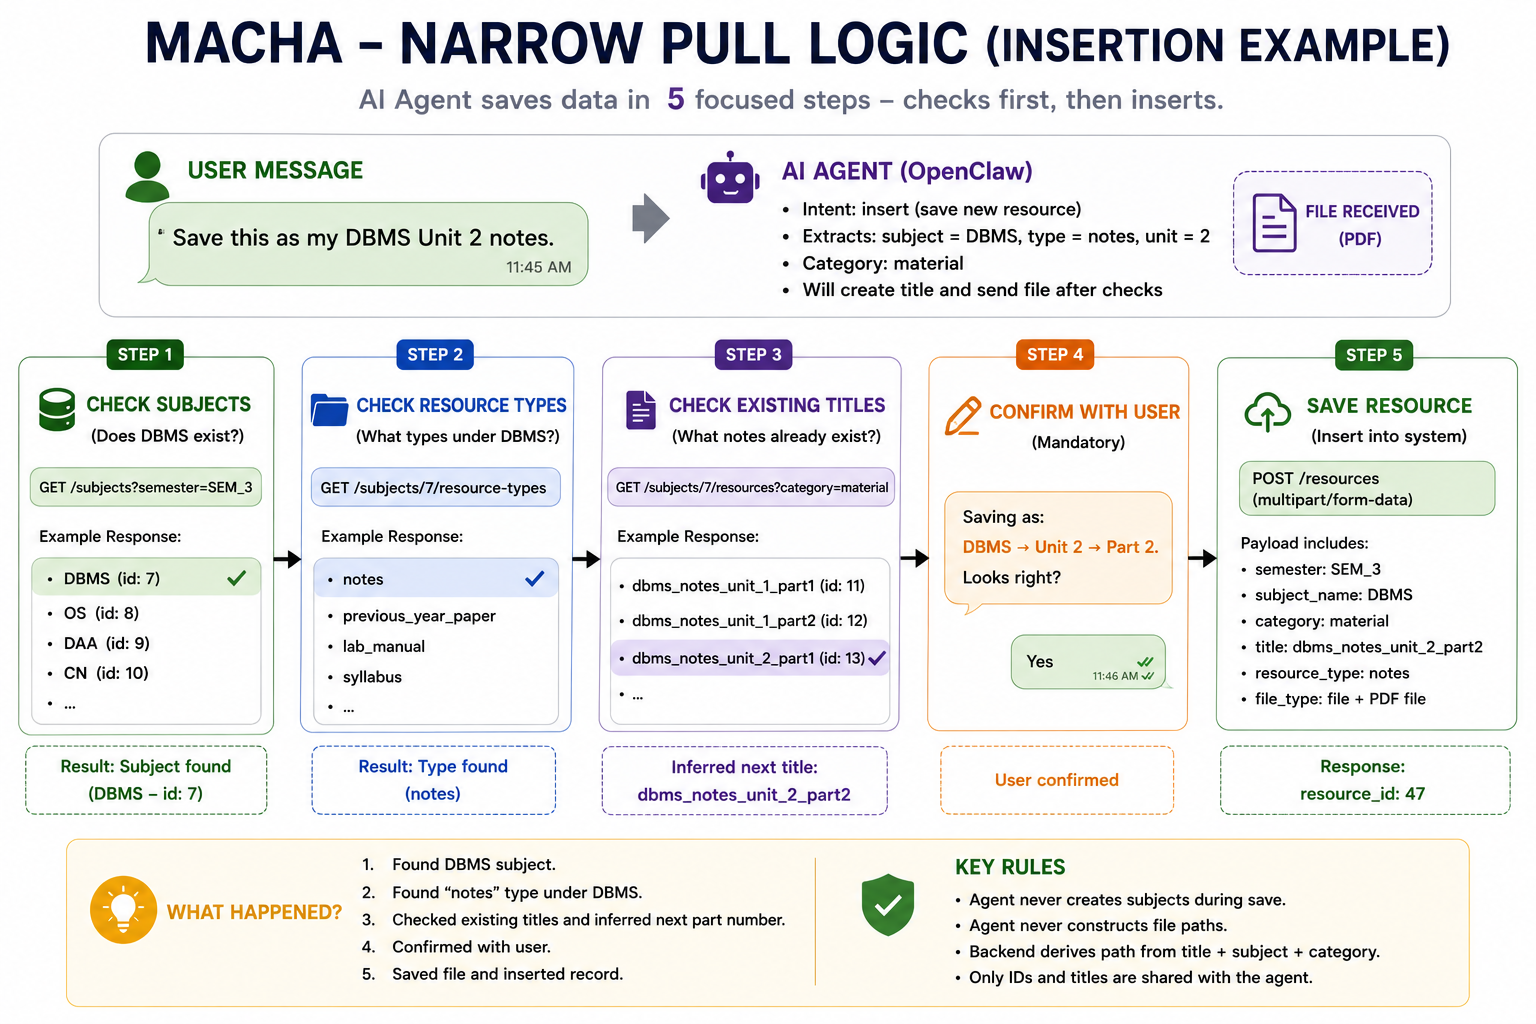 MACHA – NARROW PULL LOGIC (INSERTION EXAMPLE)
AI Agent saves data in 5 focused steps – checks first, then inserts.
USER MESSAGE
Save this as my DBMS Unit 2 notes.
11:45 AM
AI AGENT (OpenClaw)
• Intent: insert (save new resource)
• Extracts: subject = DBMS, type = notes, unit = 2
• Category: material
• Will create title and send file after checks
FILE RECEIVED
(PDF)
STEP 1
CHECK SUBJECTS
(Does DBMS exist?)
GET /subjects?semester=SEM_3
Example Response:
• DBMS (id: 7)
• OS (id: 8)
• DAA (id: 9)
• CN (id: 10)
• ...
Result: Subject found
(DBMS – id: 7)
STEP 2
CHECK RESOURCE TYPES
(What types under DBMS?)
GET /subjects/7/resource-types
Example Response:
• notes
• previous_year_paper
• lab_manual
• syllabus
• ...
Result: Type found
(notes)
STEP 3
CHECK EXISTING TITLES
(What notes already exist?)
GET /subjects/7/resources?category=material
Example Response:
• dbms_notes_unit_1_part1 (id: 11)
• dbms_notes_unit_1_part2 (id: 12)
• dbms_notes_unit_2_part1 (id: 13)
• ...
Inferred next title:
dbms_notes_unit_2_part2
STEP 4
CONFIRM WITH USER
(Mandatory)
Saving as:
DBMS → Unit 2 → Part 2.
Looks right?
Yes
11:46 AM
User confirmed
STEP 5
SAVE RESOURCE
(Insert into system)
POST /resources
(multipart/form-data)
Payload includes:
• semester: SEM_3
• subject_name: DBMS
• category: material
• title: dbms_notes_unit_2_part2
• resource_type: notes
• file_type: file + PDF file
Response:
resource_id: 47
WHAT HAPPENED?
1. Found DBMS subject.
2. Found “notes” type under DBMS.
3. Checked existing titles and inferred next part number.
4. Confirmed with user.
5. Saved file and inserted record.
KEY RULES
• Agent never creates subjects during save.
• Agent never constructs file paths.
• Backend derives path from title + subject + category.
• Only IDs and titles are shared with the agent.